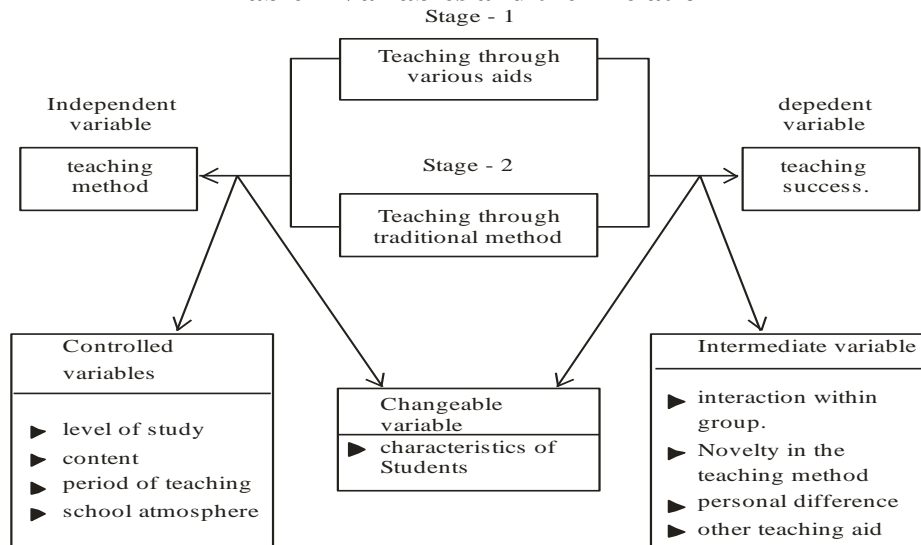 Stage - 1
Teaching through
various aids
Independent
variable
teaching
method
depedent
variable
teaching
success.
Stage - 2
Teaching through
traditional method
Controlled
variables
level of study
content
period of teaching
school atmosphere
Changeable
variable
characteristics of
Students
Intermediate variable
interaction within
group.
Novelty in the
teaching method
personal difference
other teaching aid